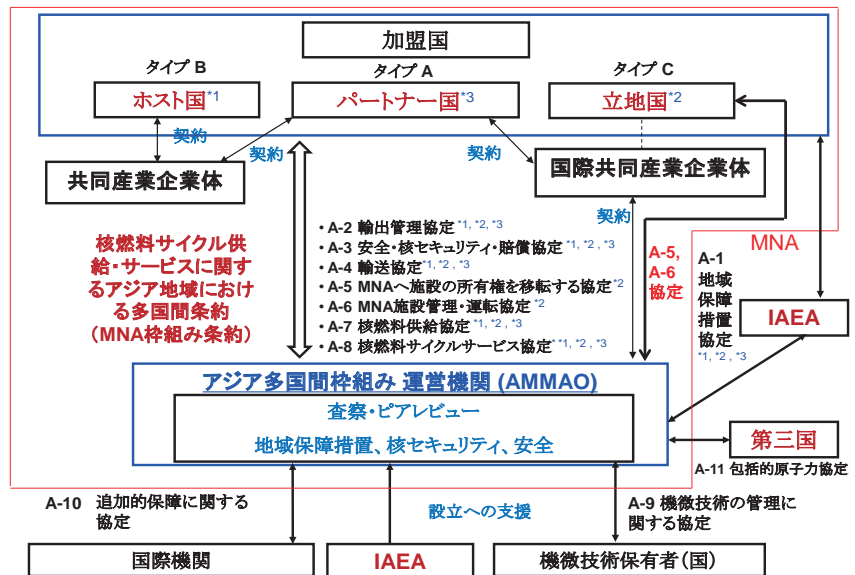 加盟国
タイプ B
タイプ A
タイプ C
ホスト国*1
パートナー国*3
立地国*2
契約
契約
契約
共同産業企業体
国際共同産業企業体
契約
核燃料サイクル供
給・サービスに関す
るアジア地域におけ
る多国間条約
(MNA枠組み条約)
・A-2 輸出管理協定 *1, *2, *3
・A-3 安全・核セキュリティ・賠償協定 *1, *2 , *3
・A-4 輸送協定*1, *2 , *3
・A-5 MNAへ施設の所有権を移転する協定*2
・A-6 MNA施設管理・運転協定 *2
・A-7 核燃料供給協定 *1, *2 , *3
・A-8 核燃料サイクルサービス協定* *1, *2 , *3
A-5,
A-6
協定
MNA
A-1
地域
保障
措置
協定
*1, *2 , *3
IAEA
アジア多国間枠組み 運営機関 (AMMAO)
査察・ピアレビュー
地域保障措置、核セキュリティ、安全
第三国
A-11 包括的原子力協定
A-10 追加的保障に関する
協定
設立への支援
A-9 機微技術の管理に
関する協定
国際機関
IAEA
機微技術保有者(国)